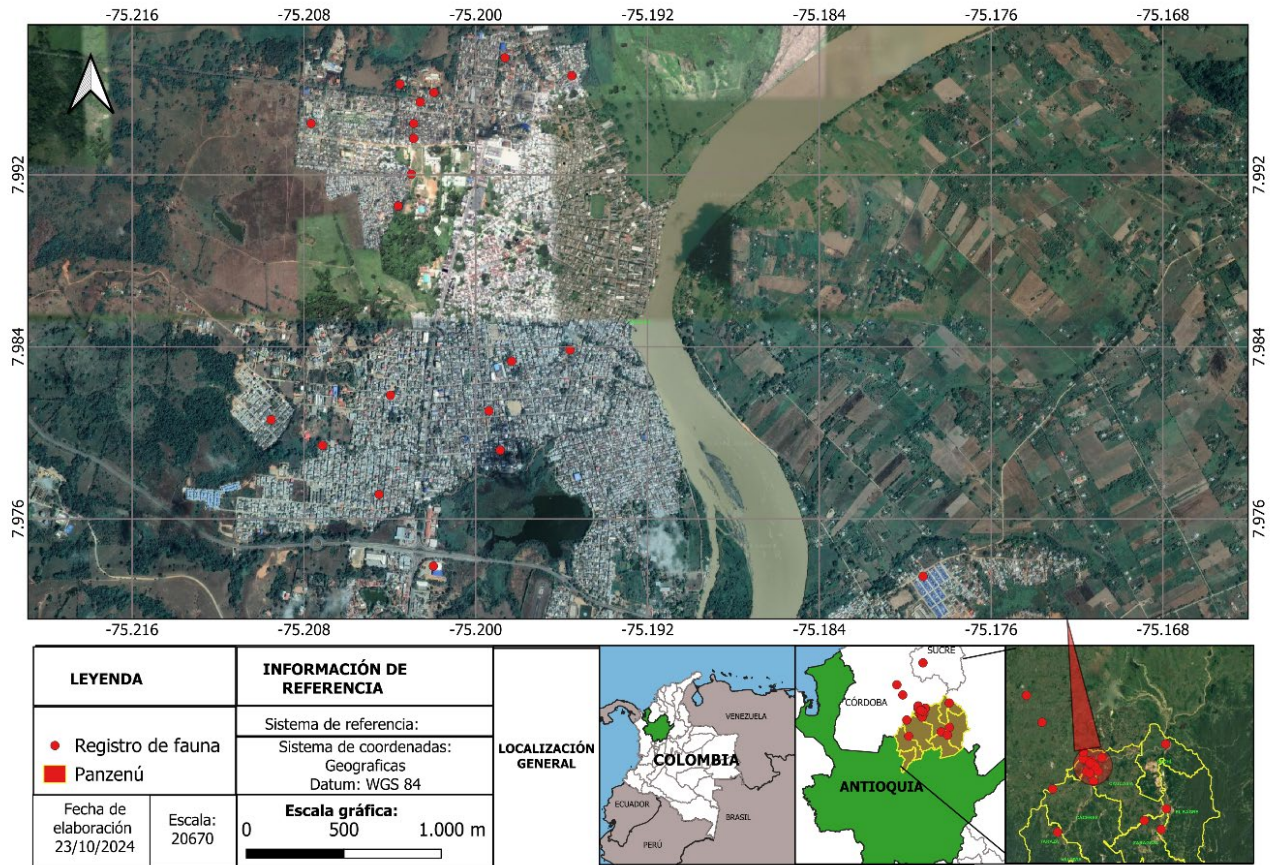 -75.216 -75.208 -75.200 -75.192 -75.184 -75.176 -75.168
7.992 7.992
7.984 7.984
7.976 7.976
-75.216 -75.208 -75.200 -75.192 -75.184 -75.176 -75.168
LEYENDA
Registro de fauna
Panzenú
Fecha de
elaboración
23/10/2024
Escala:
20670
INFORMACIÓN DE
REFERENCIA
Sistema de referencia:
Sistema de coordenadas:
Geograficas
Datum: WGS 84
Escala gráfica:
0 500 1.000 m
LOCALIZACIÓN
GENERAL
VENEZUELA
COLOMBIA
ECUADOR
BRASIL
PERÚ
SUCRE
CÓRDOBA
ANTIOQUIA